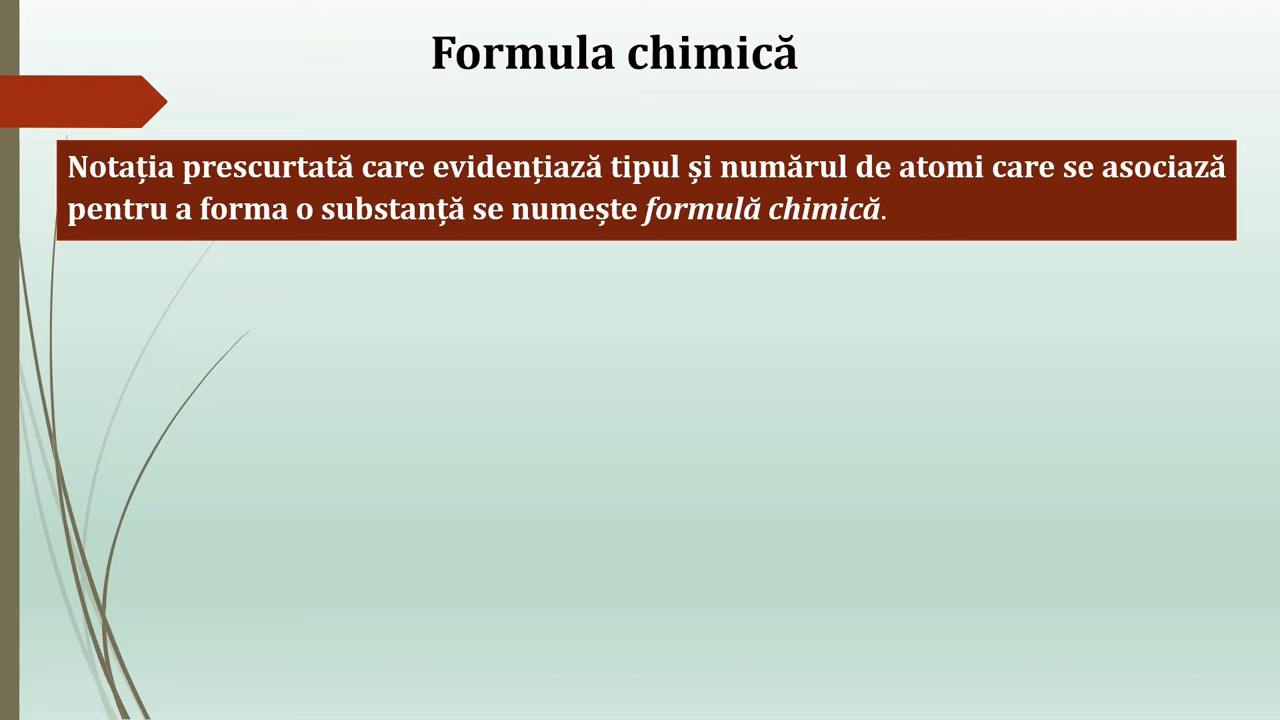 Formula chimică
Notația prescurtată care evidențiază tipul și numărul de atomi care se asociază
pentru a forma o substanță se numește formulă chimică.